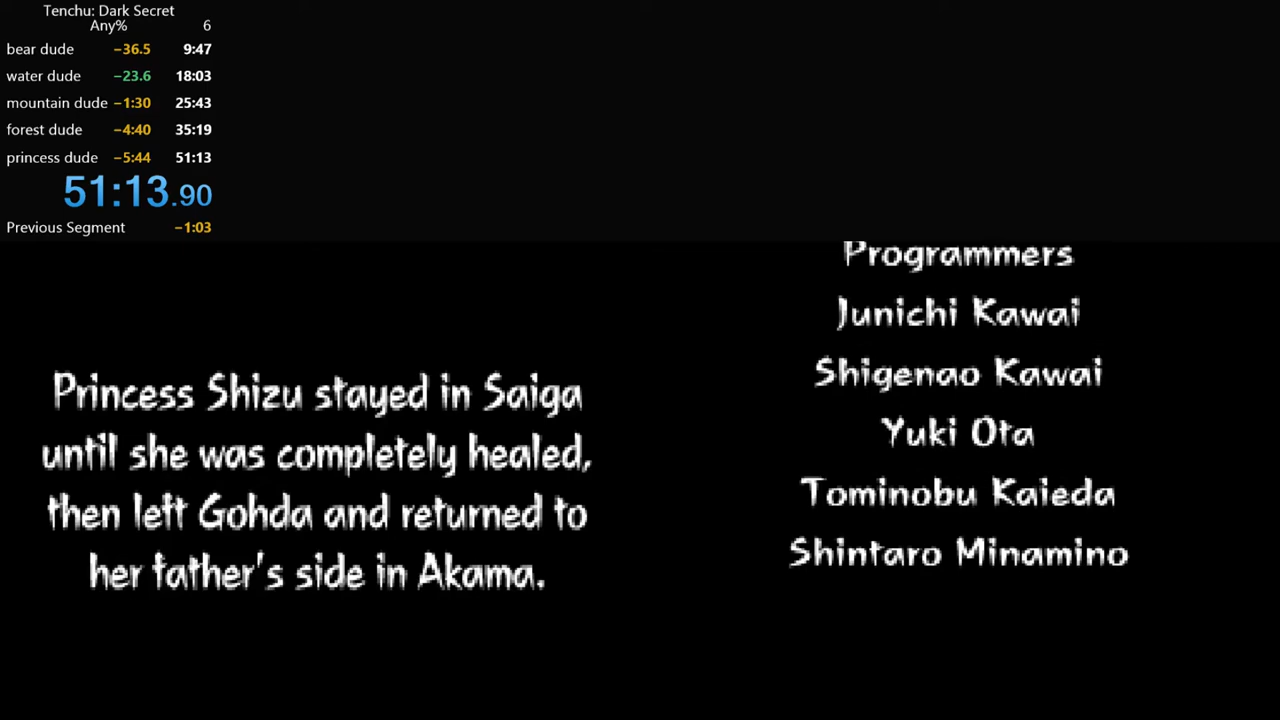 Tenchu: Dark Secret
Any% 6
bear dude −36.5 9:47
water dude −23.6 18:03
mountain dude −1:30 25:43
forest dude −4:40 35:19
princess dude −5:44 51:13
51:13.90
Previous Segment −1:03
Princess Shizu stayed in Saiga
until she was completely healed,
then left Gohda and returned to
her father's side in Akama.
Programmers
Junichi Kawai
Shigenao Kawai
Yuki Ota
Tominobu Kaieda
Shintaro Minamino